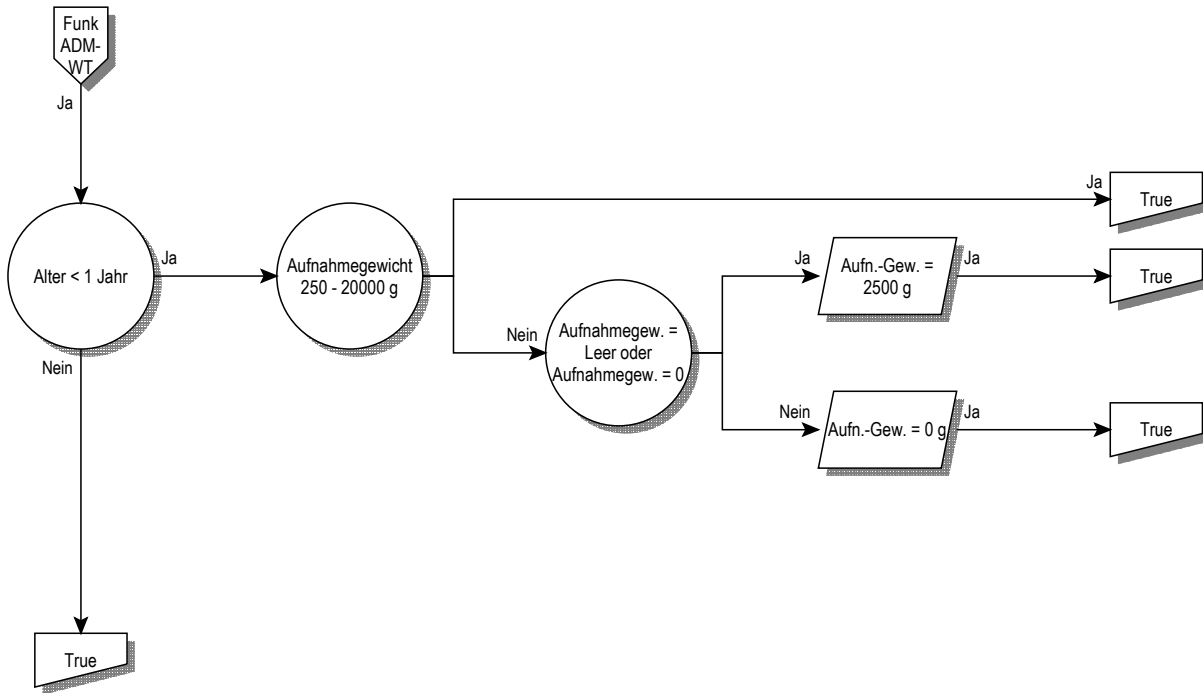 Funk
ADM-
WT
Ja
Alter < 1 Jahr
Ja
Nein
True
Aufnahmegewicht
250 - 20000 g
Ja
True
Nein
Aufnahmegew. =
Leer oder
Aufnahmegew. = 0
Ja
Aufn.-Gew. =
2500 g
Ja
True
Nein
Aufn.-Gew. = 0 g
Ja
True